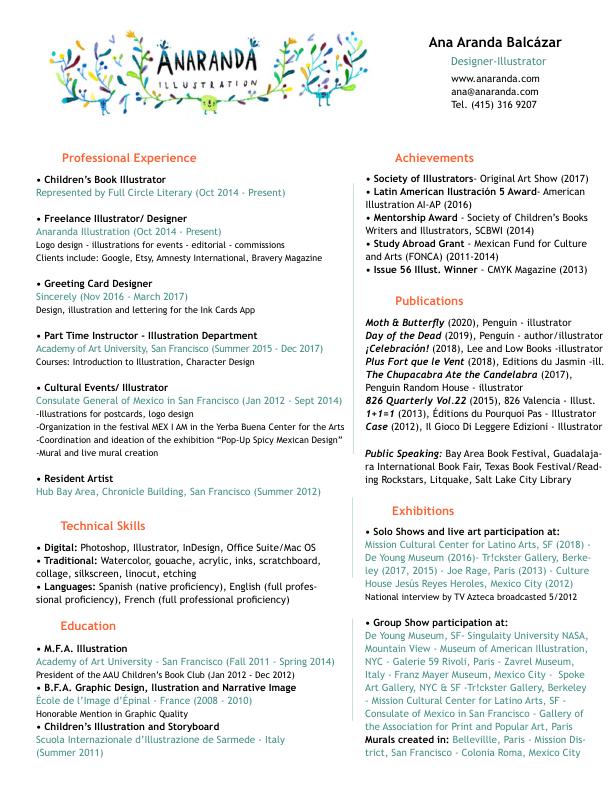 ANARANDA
ILLUSTRATION
Ana Aranda Balcázar
Designer-Illustrator
www.anaranda.com
ana@anaranda.com
Tel. (415) 316 9207
Professional Experience
• Children's Book Illustrator
Represented by Full Circle Literary (Oct 2014 - Present)
• Freelance Illustrator/ Designer
Anaranda Illustration (Oct 2014 - Present)
Logo design - illustrations for events - editorial - commissions
Clients include: Google, Etsy, Amnesty International, Bravery Magazine
• Greeting Card Designer
Sincerely (Nov 2016 - March 2017)
Design, illustration and lettering for the Ink Cards App
• Part Time Instructor - Illustration Department
Academy of Art University, San Francisco (Summer 2015 - Dec 2017)
Courses: Introduction to Illustration, Character Design
• Cultural Events/ Illustrator
Consulate General of Mexico in San Francisco (Jan 2012 - Sept 2014)
-Illustrations for postcards, logo design
-Organization in the festival MEX I AM in the Yerba Buena Center for the Arts
-Coordination and ideation of the exhibition “Pop-Up Spicy Mexican Design”
-Mural and live mural creation
• Resident Artist
Hub Bay Area, Chronicle Building, San Francisco (Summer 2012)
Technical Skills
• Digital: Photoshop, Illustrator, InDesign, Office Suite/Mac OS
• Traditional: Watercolor, gouache, acrylic, inks, scratchboard,
collage, silkscreen, linocut, etching
• Languages: Spanish (native proficiency), English (full profes-
sional proficiency), French (full professional proficiency)
Education
• M.F.A. Illustration
Academy of Art University - San Francisco (Fall 2011 - Spring 2014)
President of the AAU Children's Book Club (Jan 2012 - Dec 2012)
• B.F.A. Graphic Design, Ilustration and Narrative Image
École de l'Image d'Épinal - France (2008 - 2010)
Honorable Mention in Graphic Quality
• Children's Illustration and Storyboard
Scuola Internazionale d'Illustrazione de Sarmede - Italy
(Summer 2011)
Achievements
• Society of Illustrators- Original Art Show (2017)
• Latin American Ilustración 5 Award- American
Illustration AI-AP (2016)
• Mentorship Award - Society of Children's Books
Writers and Illustrators, SCBWI (2014)
• Study Abroad Grant - Mexican Fund for Culture
and Arts (FONCA) (2011-2014)
• Issue 56 Illust. Winner - CMYK Magazine (2013)
Publications
Moth & Butterfly (2020), Penguin - illustrator
Day of the Dead (2019), Penguin - author/illustrator
¡Celebración! (2018), Lee and Low Books -illustrator
Plus Fort que le Vent (2018), Editions du Jasmin -ill.
The Chupacabra Ate the Candelabra (2017),
Penguin Random House - illustrator
826 Quarterly Vol.22 (2015), 826 Valencia - Illust.
1+1=1 (2013), Éditions du Pourquoi Pas - Illustrator
Case (2012), Il Gioco Di Leggere Edizioni - Illustrator
Public Speaking: Bay Area Book Festival, Guadalaja-
ra International Book Fair, Texas Book Festival/Read-
ing Rockstars, Litquake, Salt Lake City Library
Exhibitions
• Solo Shows and live art participation at:
Mission Cultural Center for Latino Arts, SF (2018) -
De Young Museum (2016)- Tr!ckster Gallery, Berke-
ley (2017, 2015) - Joe Rage, Paris (2013) - Culture
House Jesús Reyes Heroles, Mexico City (2012)
National interview by TV Azteca broadcasted 5/2012
• Group Show participation at:
De Young Museum, SF- Singulaity University NASA,
Mountain View - Museum of American Illustration,
NYC - Galerie 59 Rivoli, Paris - Zavrel Museum,
Italy - Franz Mayer Museum, Mexico City - Spoke
Art Gallery, NYC & SF -Tr!ckster Gallery, Berkeley
- Mission Cultural Center for Latino Arts, SF -
Consulate of Mexico in San Francisco - Gallery of
the Association for Print and Popular Art, Paris
Murals created in: Bellevillle, Paris - Mission Dis-
trict, San Francisco - Colonia Roma, Mexico City